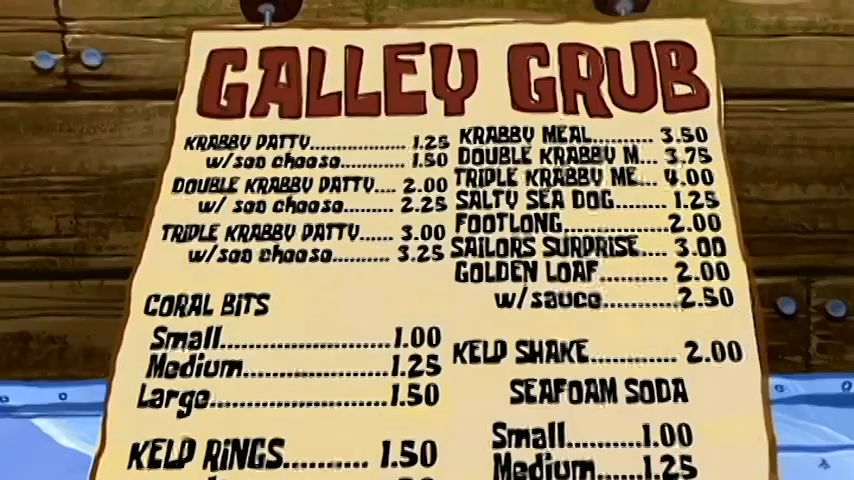 GALLEY GRUB
KRABBY PATTY.................. 1.25
w/sea cheese............ 1.50
DOUBLE KRABBY PATTY.... 2.00
w/ sea cheese......... 2.25
TRIPLE KRABBY PATTY...... 3.00
w/sea cheese........... 3.25
CORAL BITS
Small...................... 1.00
Medium................... 1.25
Large...................... 1.50
KELP RINGS........... 1.50
KRABBY MEAL........... 3.50
DOUBLE KRABBY M... 3.75
TRIPLE KRABBY ME... 4.00
SALTY SEA DOG........ 1.25
FOOTLONG................ 2.00
SAILORS SURPRISE..... 3.00
GOLDEN LOAF........... 2.00
w/sauce............. 2.50
KELP SHAKE........... 2.00
SEAFOAM SODA
Small...........1.00
Medium......1.25